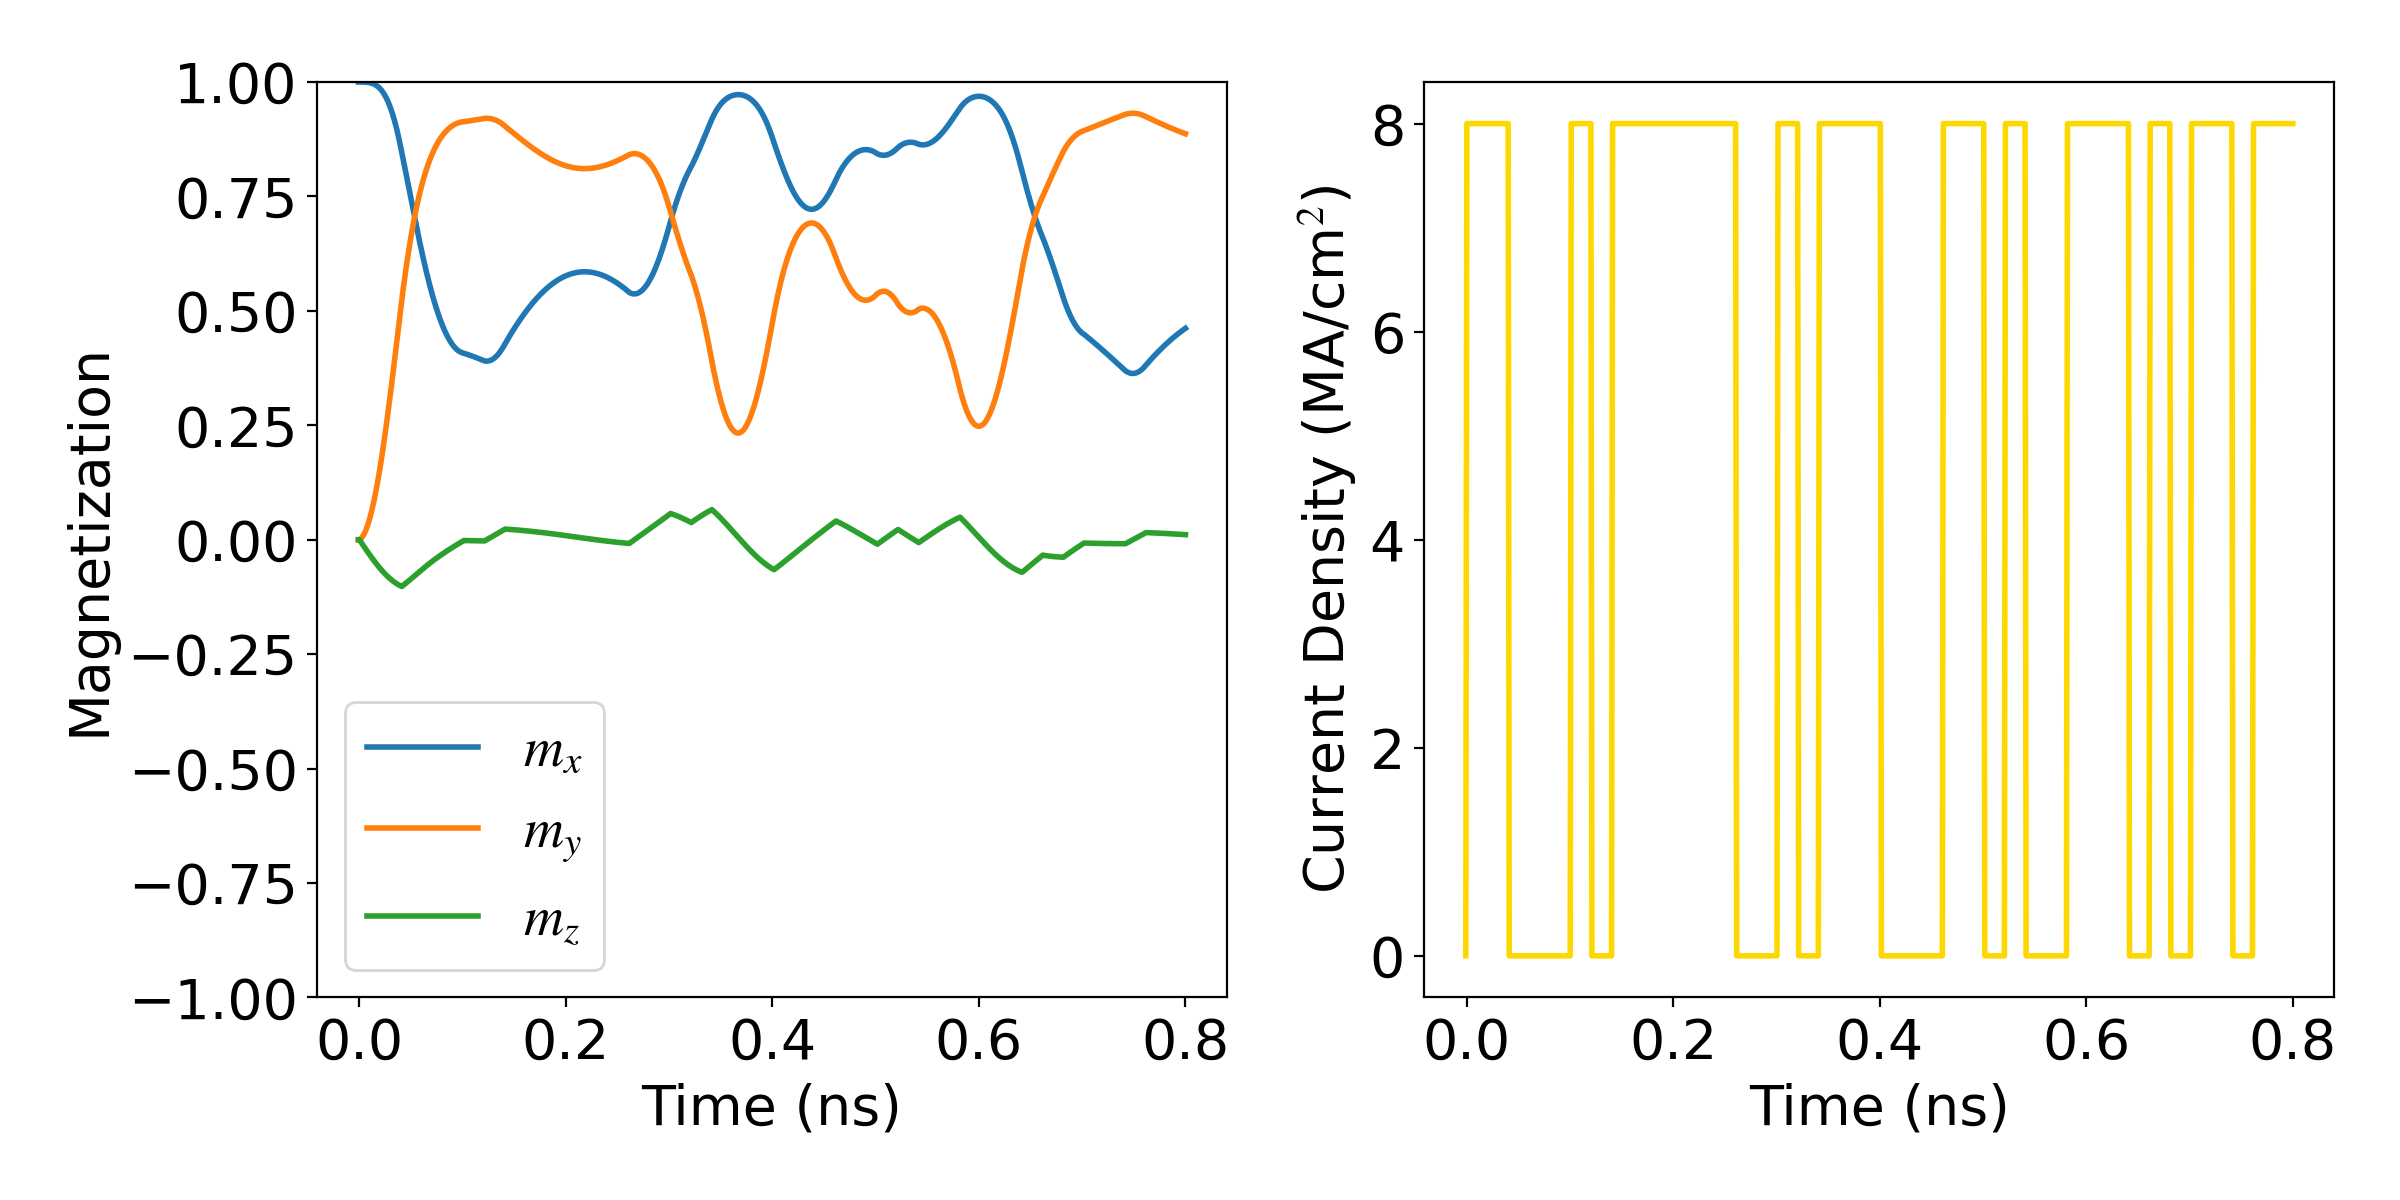 Magnetization
1.00
0.75
0.50
0.25
0.00
−0.25
−0.50
−0.75
−1.00
0.0 0.2 0.4 0.6 0.8
Time (ns)
m_x
m_y
m_z
Current Density (MA/cm²)
8
6
4
2
0
0.0 0.2 0.4 0.6 0.8
Time (ns)